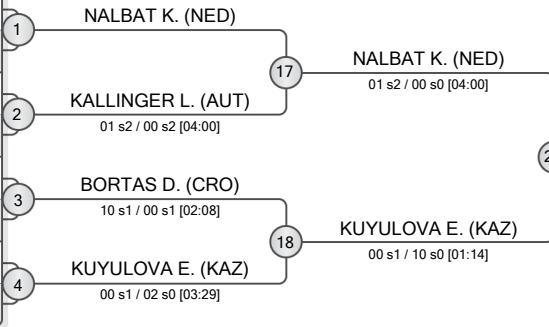 1
NALBAT K. (NED)
17
NALBAT K. (NED)
01 s2 / 00 s0 [04:00]
2
KALLINGER L. (AUT)
01 s2 / 00 s2 [04:00]
3
BORTAS D. (CRO)
10 s1 / 00 s1 [02:08]
18
KUYULOVA E. (KAZ)
00 s1 / 10 s0 [01:14]
4
KUYULOVA E. (KAZ)
00 s1 / 02 s0 [03:29]